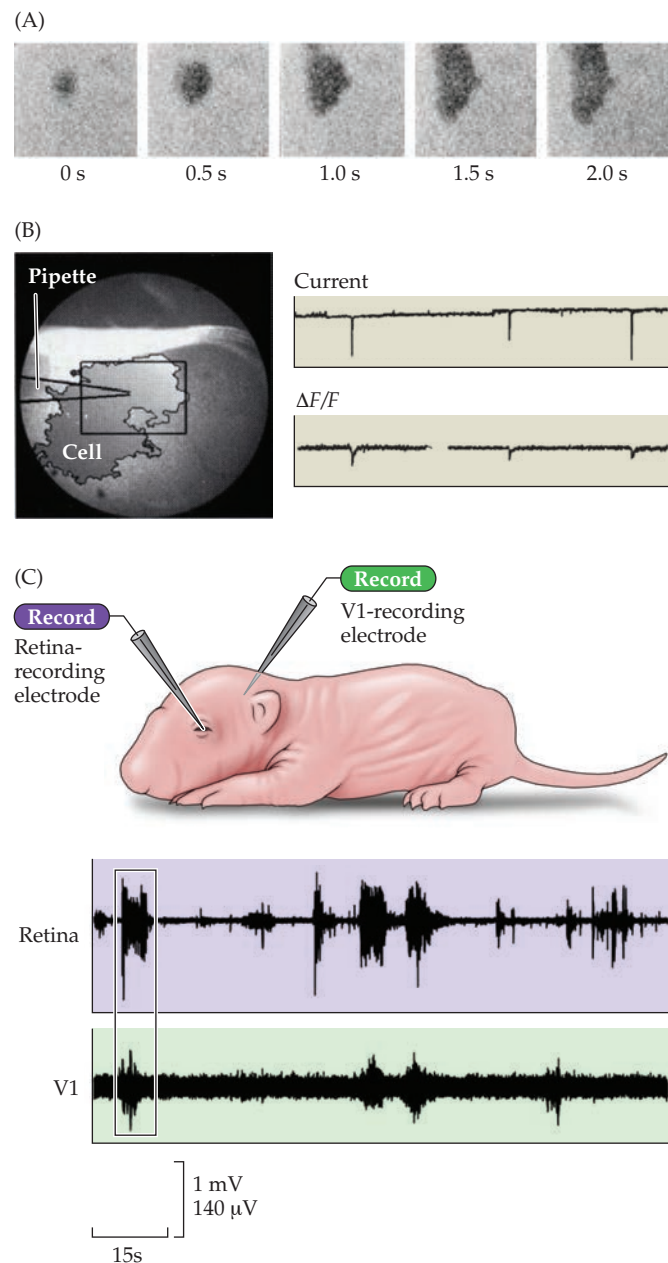 (A)
0 s
0.5 s
1.0 s
1.5 s
2.0 s
(B)
Pipette
Cell
Current
ΔF/F
(C)
Record
Retina-
recording
electrode
Record
V1-recording
electrode
Retina
V1
1 mV
140 μV
15s